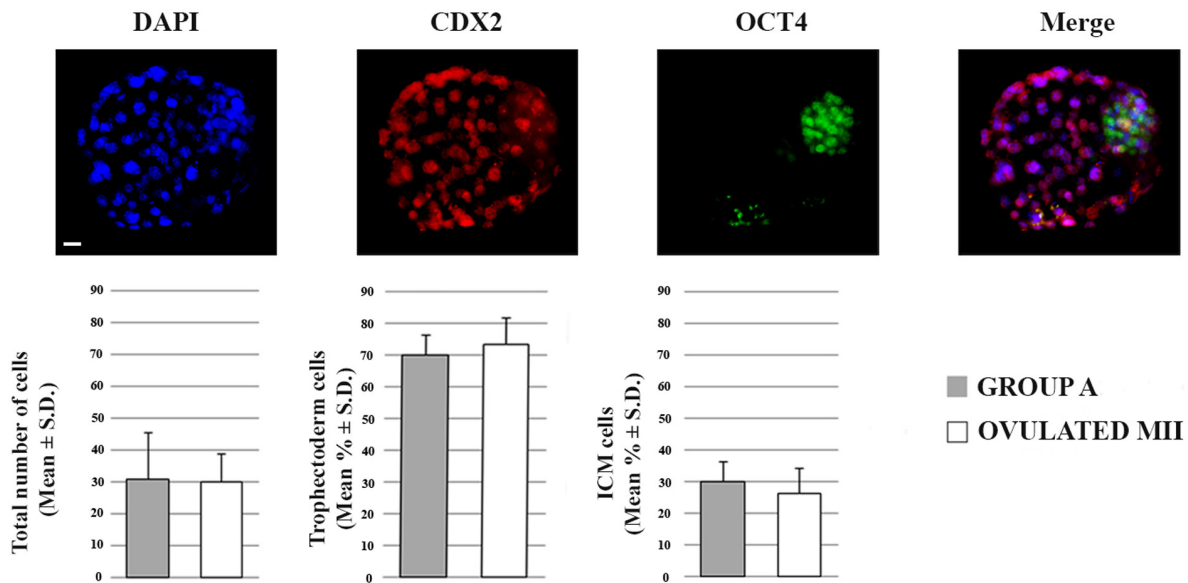 DAPI
CDX2
OCT4
Merge
Total number of cells
(Mean ± S.D.)
90
80
70
60
50
40
30
20
10
0
Trophectoderm cells
(Mean % ± S.D.)
90
80
70
60
50
40
30
20
10
0
ICM cells
(Mean % ± S.D.)
90
80
70
60
50
40
30
20
10
0
GROUP A
OVULATED MII